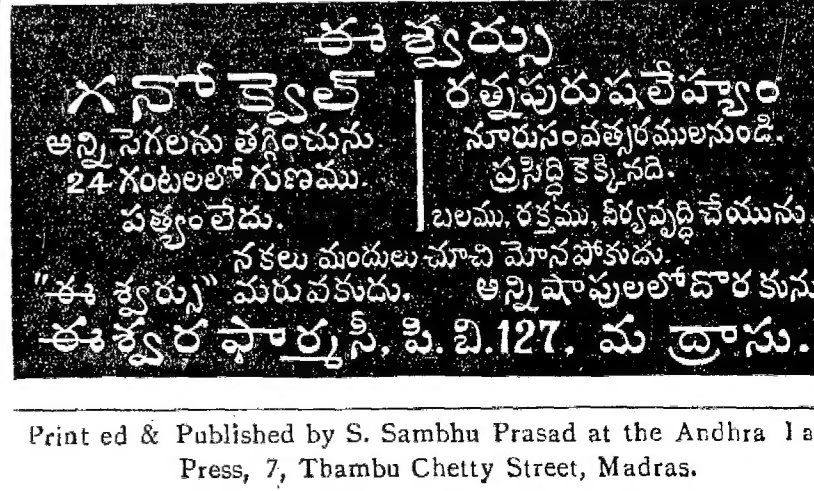 ఈశ్వర్సు
గనోక్వెల్
అన్ని సెగలను తగ్గించును.
24 గంటలలో గుణము.
పత్యం లేదు.
రత్నపురుషలేహ్యం
నూరుసంవత్సరములనుండి.
ప్రసిద్ధి కెక్కినది.
బలము, రక్తము, వీర్యవృద్ధి చేయును.
నకలు మందులు చూచి మోసపోకుడు.
"ఈశ్వర్సు" మరువకుదు. అన్ని షాపులలో దొరకును
ఈశ్వర ఫార్మసీ, పి. బి. 127, మద్రాసు.
Print ed & Published by S. Sambhu Prasad at the Andhra
Press, 7, Thambu Chetty Street, Madras.